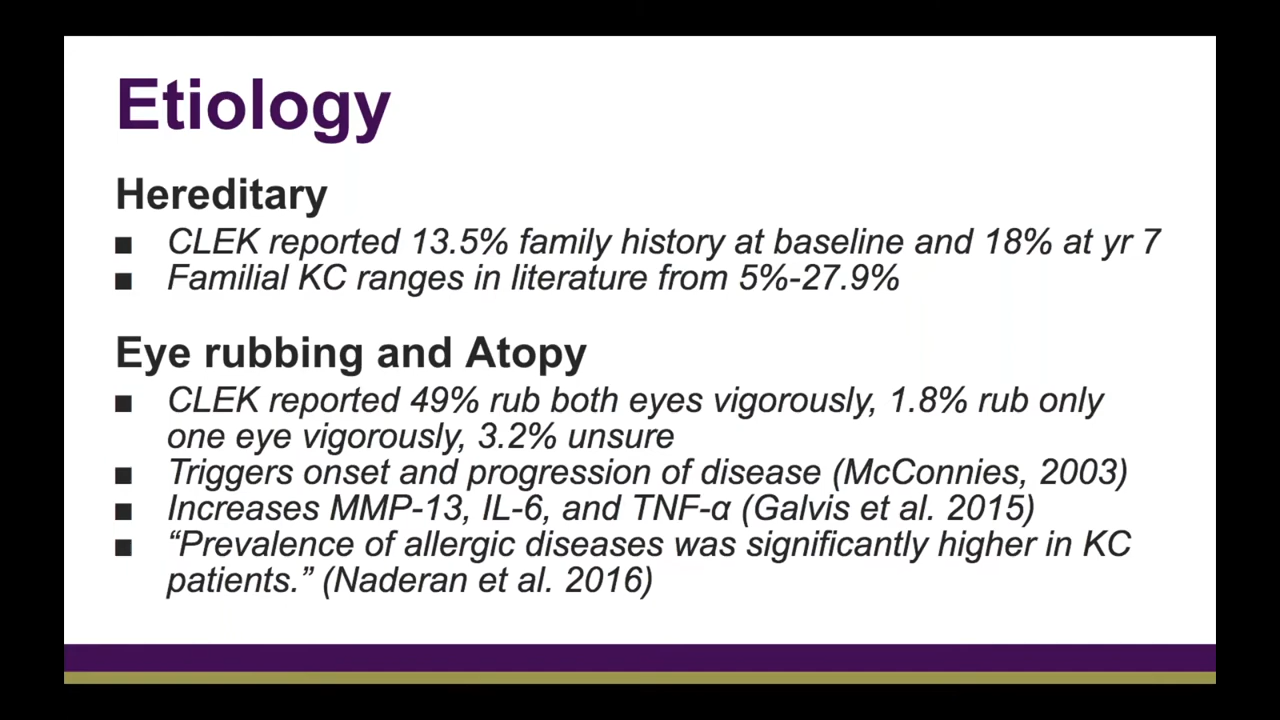 Etiology
Hereditary
■ CLEK reported 13.5% family history at baseline and 18% at yr 7
■ Familial KC ranges in literature from 5%-27.9%
Eye rubbing and Atopy
■ CLEK reported 49% rub both eyes vigorously, 1.8% rub only
one eye vigorously, 3.2% unsure
■ Triggers onset and progression of disease (McConnies, 2003)
■ Increases MMP-13, IL-6, and TNF-α (Galvis et al. 2015)
■ “Prevalence of allergic diseases was significantly higher in KC
patients.” (Naderan et al. 2016)